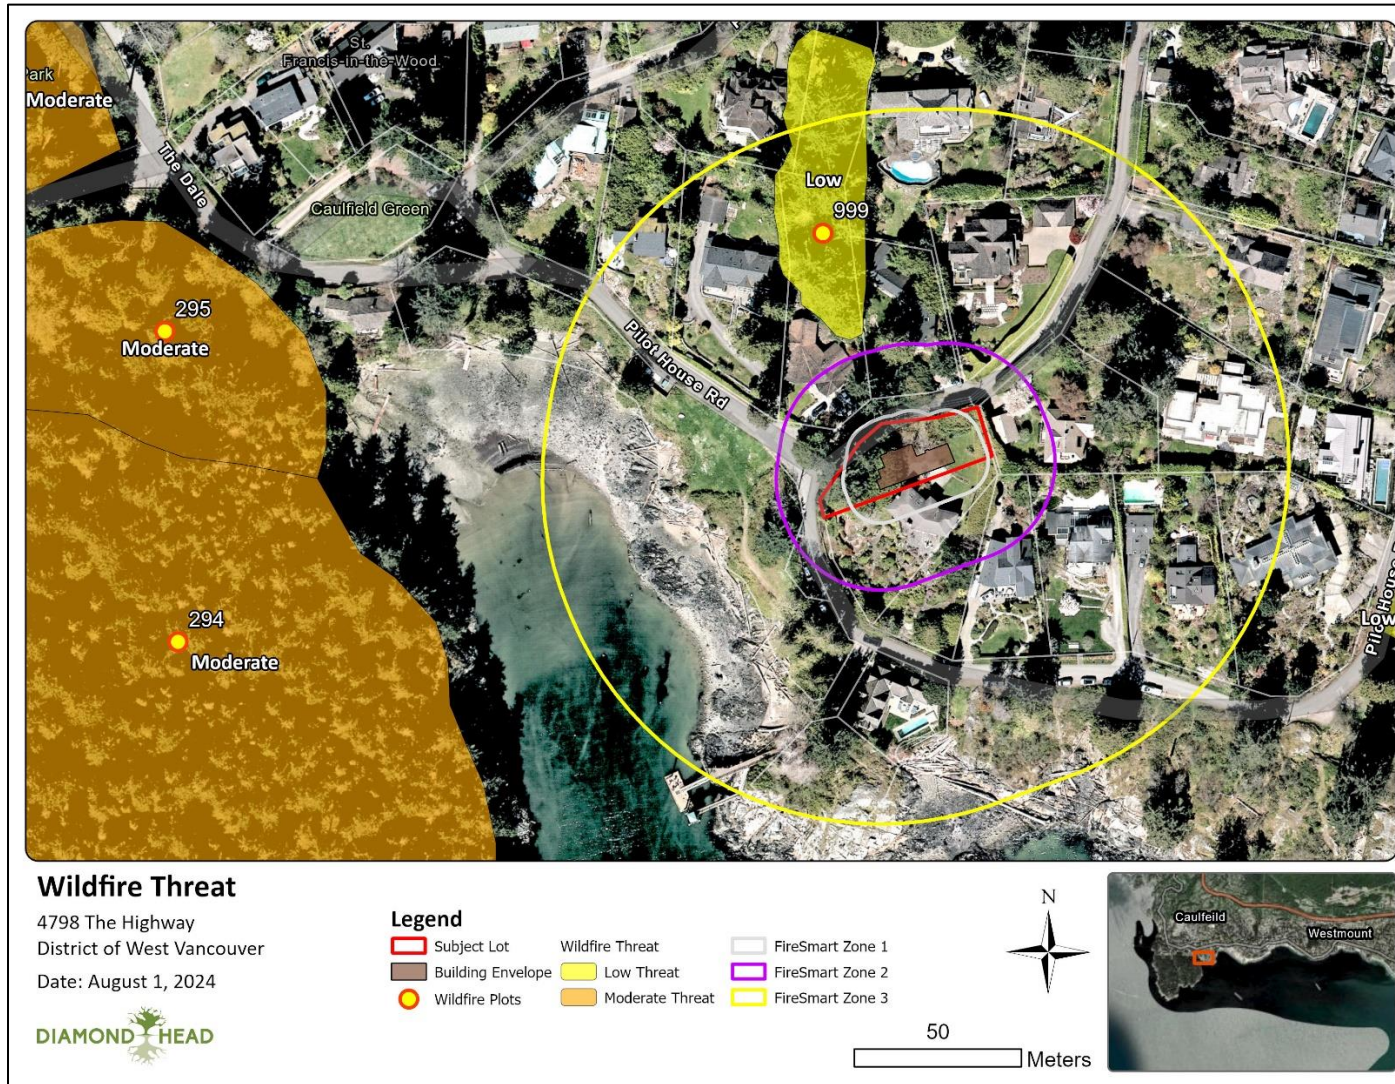 St.
Francis-in-the-Wood
Park
Moderate
The Dale
Caulfield Green
Low
999
295
Moderate
Pilot House Rd
294
Moderate
Low
Wildfire Threat
4798 The Highway
District of West Vancouver
Date: August 1, 2024
DIAMOND HEAD
Legend
Subject Lot
Building Envelope
Wildfire Plots
Wildfire Threat
Low Threat
Moderate Threat
FireSmart Zone 1
FireSmart Zone 2
FireSmart Zone 3
N
50
Meters
Caulfeild
Westmount